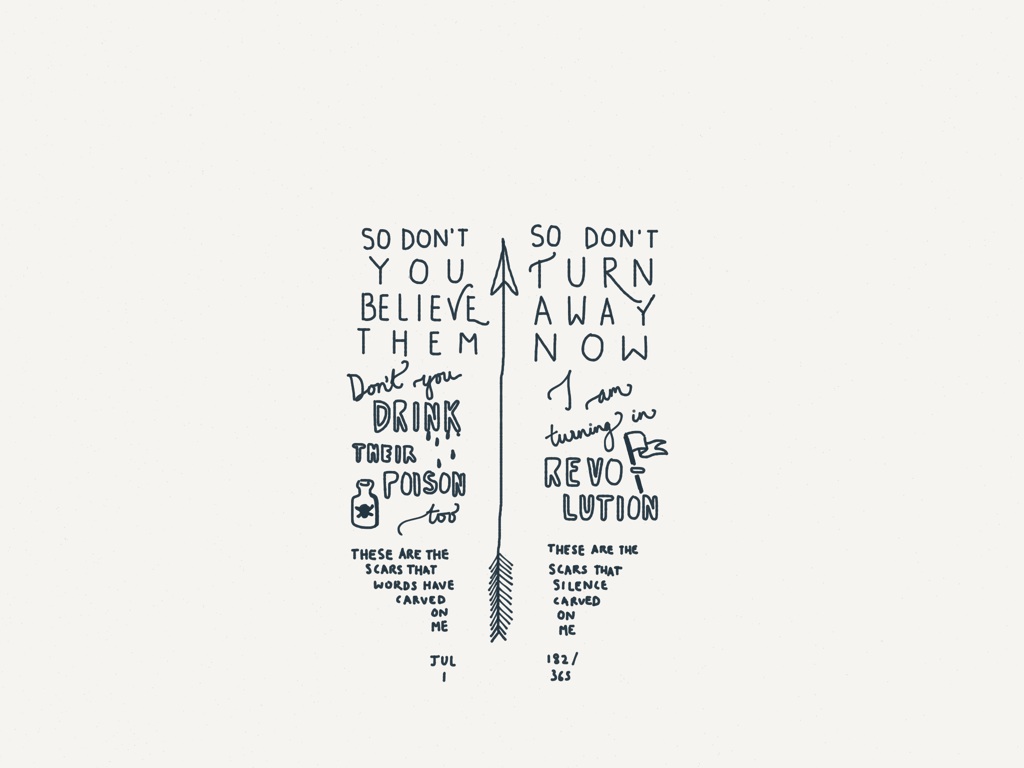 SO DON'T
YOU
BELIEVE
THEM
Don't you
DRINK
THEIR
POISON
too
THESE ARE THE
SCARS THAT
WORDS HAVE
CARVED
ON
ME
JUL
1
SO DON'T
TURN
AWAY
NOW
I am
turning in
REVO
LUTION
THESE ARE THE
SCARS THAT
SILENCE
CARVED
ON
ME
182/
365